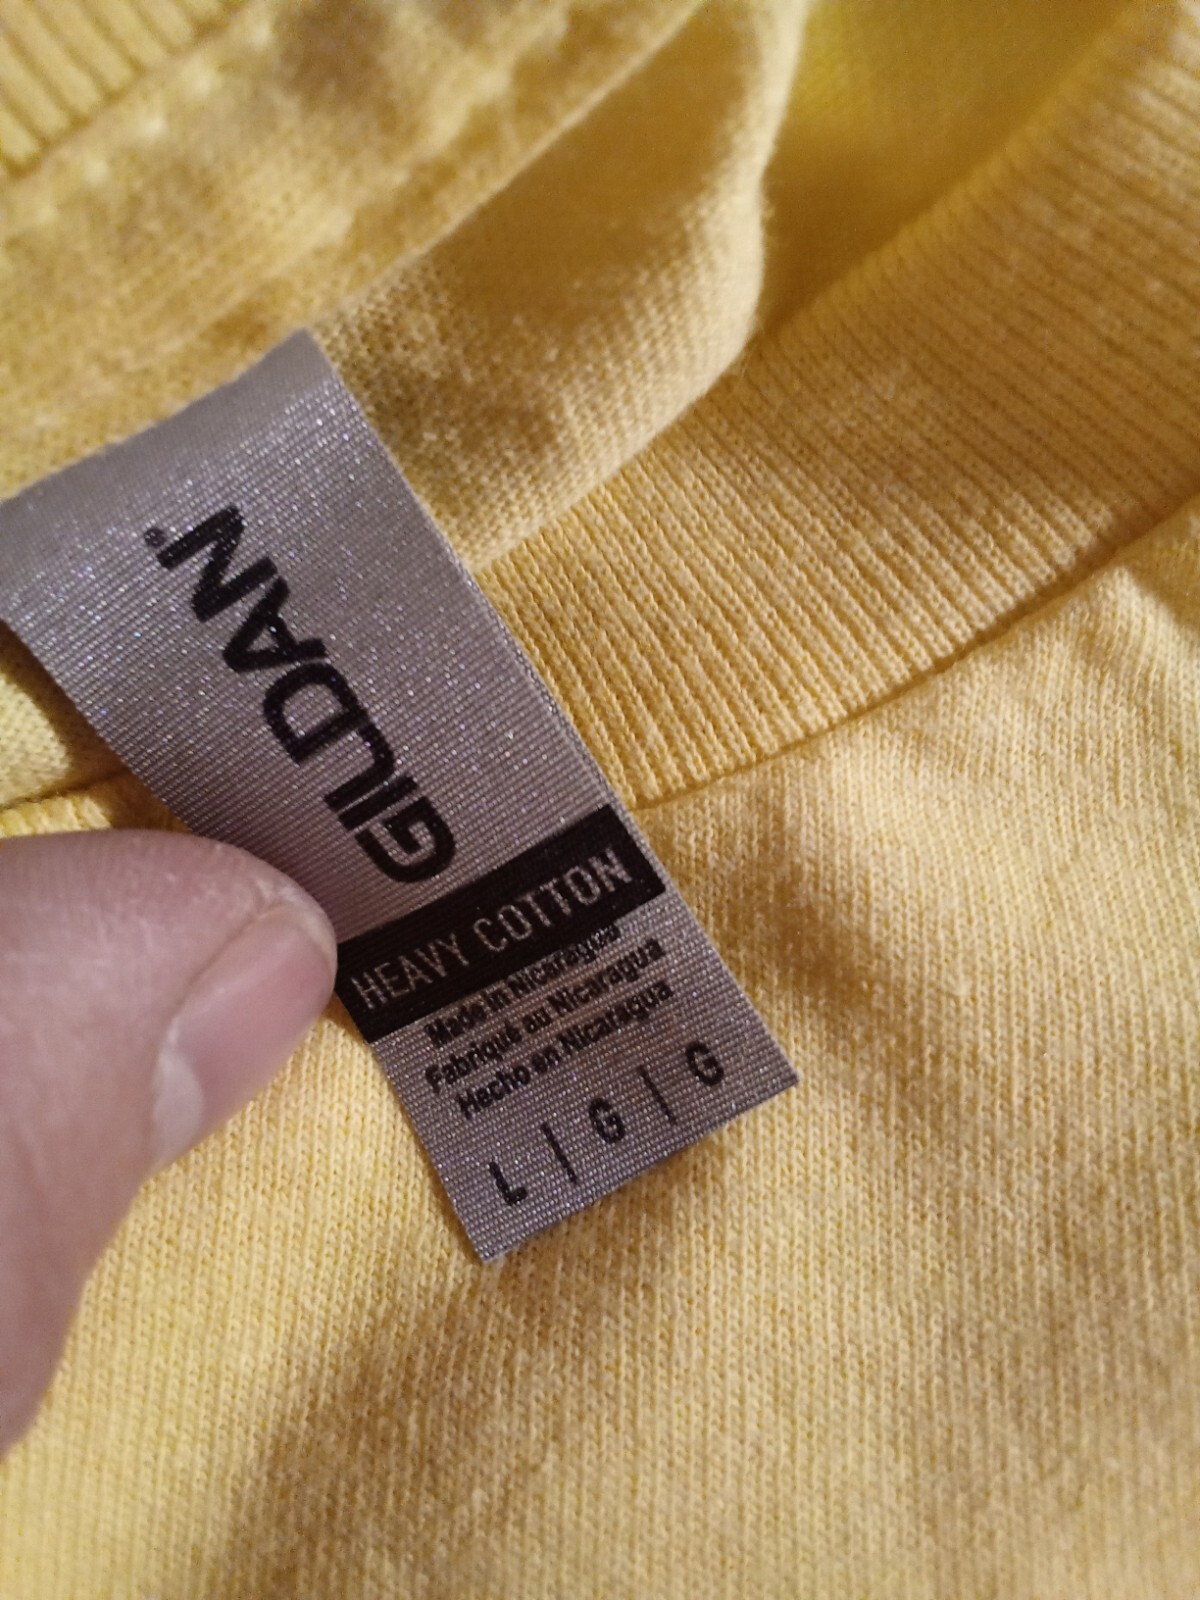 GILDAN®
HEAVY COTTON
Made in Nicaragua
Fabriqué au Nicaragua
Hecho en Nicaragua
L | G | G